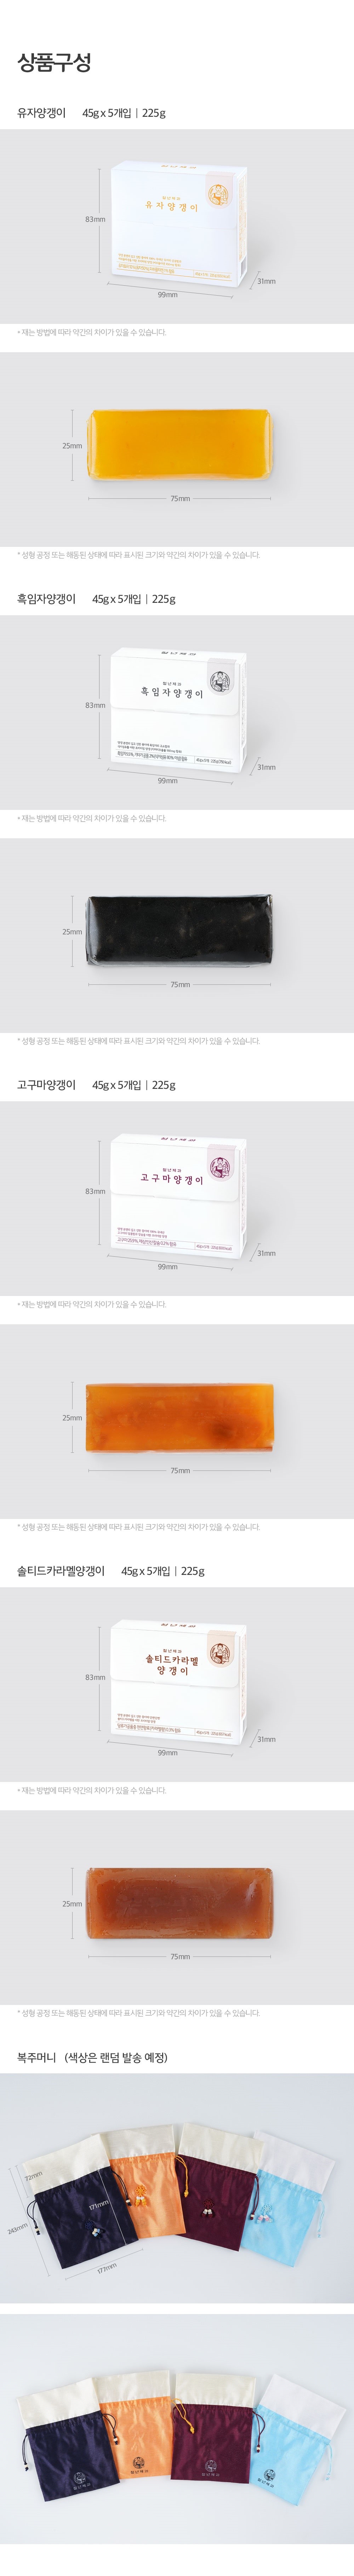 상품구성
유자양갱이 45g x 5개입 | 225g
유자양갱이
83mm
99mm
31mm
* 재는 방법에 따라 약간의 차이가 있을 수 있습니다.
25mm
75mm
* 성형 공정 또는 해동된 상태에 따라 표시된 크기와 약간의 차이가 있을 수 있습니다.
흑임자양갱이 45g x 5개입 | 225g
흑임자양갱이
83mm
99mm
31mm
* 재는 방법에 따라 약간의 차이가 있을 수 있습니다.
25mm
75mm
* 성형 공정 또는 해동된 상태에 따라 표시된 크기와 약간의 차이가 있을 수 있습니다.
고구마양갱이 45g x 5개입 | 225g
고구마양갱이
83mm
99mm
31mm
* 재는 방법에 따라 약간의 차이가 있을 수 있습니다.
25mm
75mm
* 성형 공정 또는 해동된 상태에 따라 표시된 크기와 약간의 차이가 있을 수 있습니다.
솔티드카라멜양갱이 45g x 5개입 | 225g
솔티드카라멜
양갱이
83mm
99mm
31mm
* 재는 방법에 따라 약간의 차이가 있을 수 있습니다.
25mm
75mm
* 성형 공정 또는 해동된 상태에 따라 표시된 크기와 약간의 차이가 있을 수 있습니다.
복주머니 (색상은 랜덤 발송 예정)
72mm
171mm
243mm
177mm